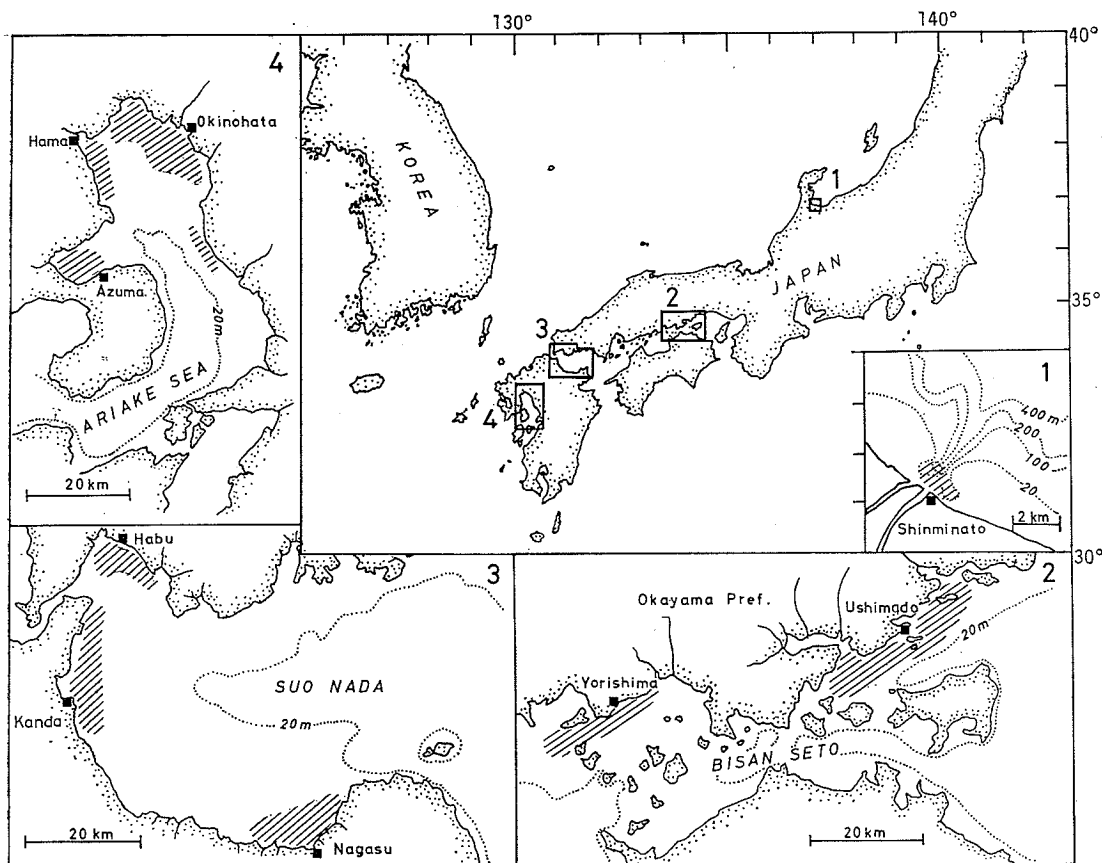 130°
140°
40°
4
Okinohata
Hama
Azuma
20m
ARIAKE SEA
20 km
KOREA
1
JAPAN
2
3
35°
4
1
400 m
200
100
20
Shinminato
2 km
30°
Habu
3
SUO NADA
Kanda
20m
20 km
Nagasu
2
Okayama Pref.
Ushimado
20m
Yorishima
BISAN SETO
20 km